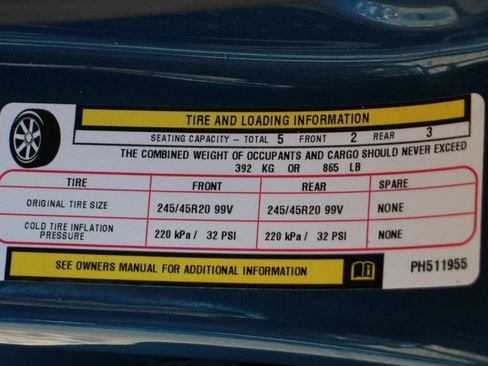 TIRE AND LOADING INFORMATION
SEATING CAPACITY – TOTAL 5 FRONT 2 REAR 3
THE COMBINED WEIGHT OF OCCUPANTS AND CARGO SHOULD NEVER EXCEED
392 KG OR 865 LB
TIRE FRONT REAR SPARE
ORIGINAL TIRE SIZE 245/45R20 99V 245/45R20 99V NONE
COLD TIRE INFLATION
PRESSURE 220 kPa / 32 PSI 220 kPa / 32 PSI NONE
SEE OWNERS MANUAL FOR ADDITIONAL INFORMATION PH511955